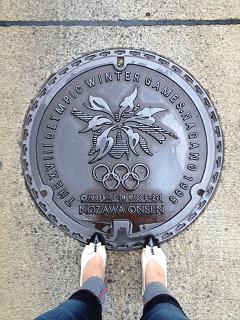 THE XVIII OLYMPIC WINTER GAMES, NAGANO 1998
NOZAWA ONSEN